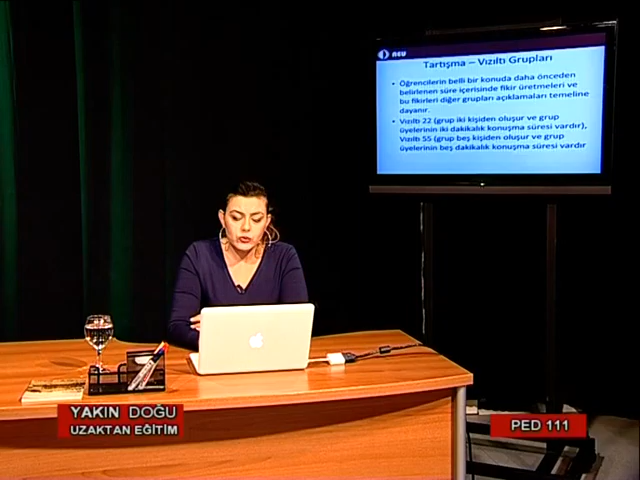 NEU
Tartışma – Vızıltı Grupları
• Öğrencilerin belli bir konuda daha önceden
belirlenen süre içerisinde fikir üretmeleri ve
bu fikirleri diğer grupları açıklamaları temeline
dayanır.
• Vızıltı 22 (grup iki kişiden oluşur ve grup
üyelerinin iki dakikalık konuşma süresi vardır),
Vızıltı 55 (grup beş kişiden oluşur ve grup
üyelerinin beş dakikalık konuşma süresi vardır
YAKIN DOĞU
UZAKTAN EĞİTİM
PED 111